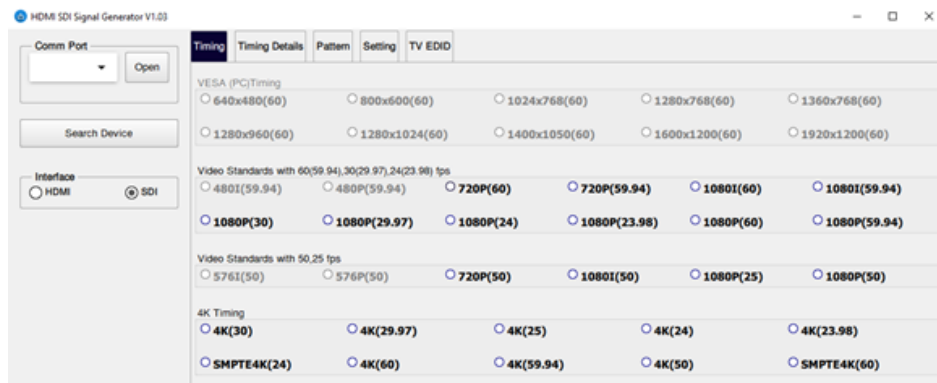 HDMI SDI Signal Generator V1.03
Comm Port
Open
Search Device
Interface
HDMI SDI
Timing Timing Details Pattern Setting TV EDID
VESA (PC)Timing
640x480(60) 800x600(60) 1024x768(60) 1280x768(60) 1360x768(60)
1280x960(60) 1280x1024(60) 1400x1050(60) 1600x1200(60) 1920x1200(60)
Video Standards with 60(59.94),30(29.97),24(23.98) fps
480I(59.94) 480P(59.94) 720P(60) 720P(59.94) 1080I(60) 1080I(59.94)
1080P(30) 1080P(29.97) 1080P(24) 1080P(23.98) 1080P(60) 1080P(59.94)
Video Standards with 50,25 fps
576I(50) 576P(50) 720P(50) 1080I(50) 1080P(25) 1080P(50)
4K Timing
4K(30) 4K(29.97) 4K(25) 4K(24) 4K(23.98)
SMPTE4K(24) 4K(60) 4K(59.94) 4K(50) SMPTE4K(60)